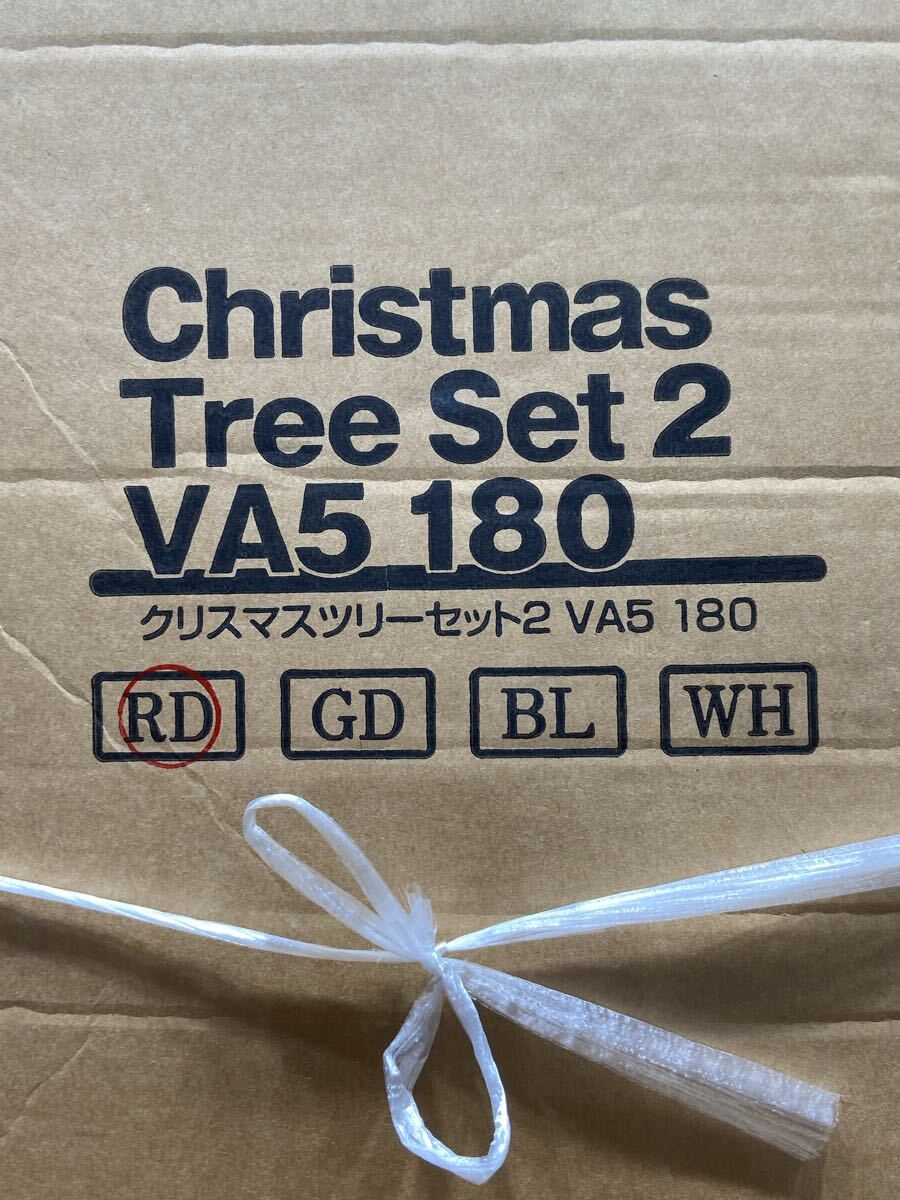 Christmas
Tree Set 2
VA5 180
クリスマスツリーセット2 VA5 180
RD GD BL WH